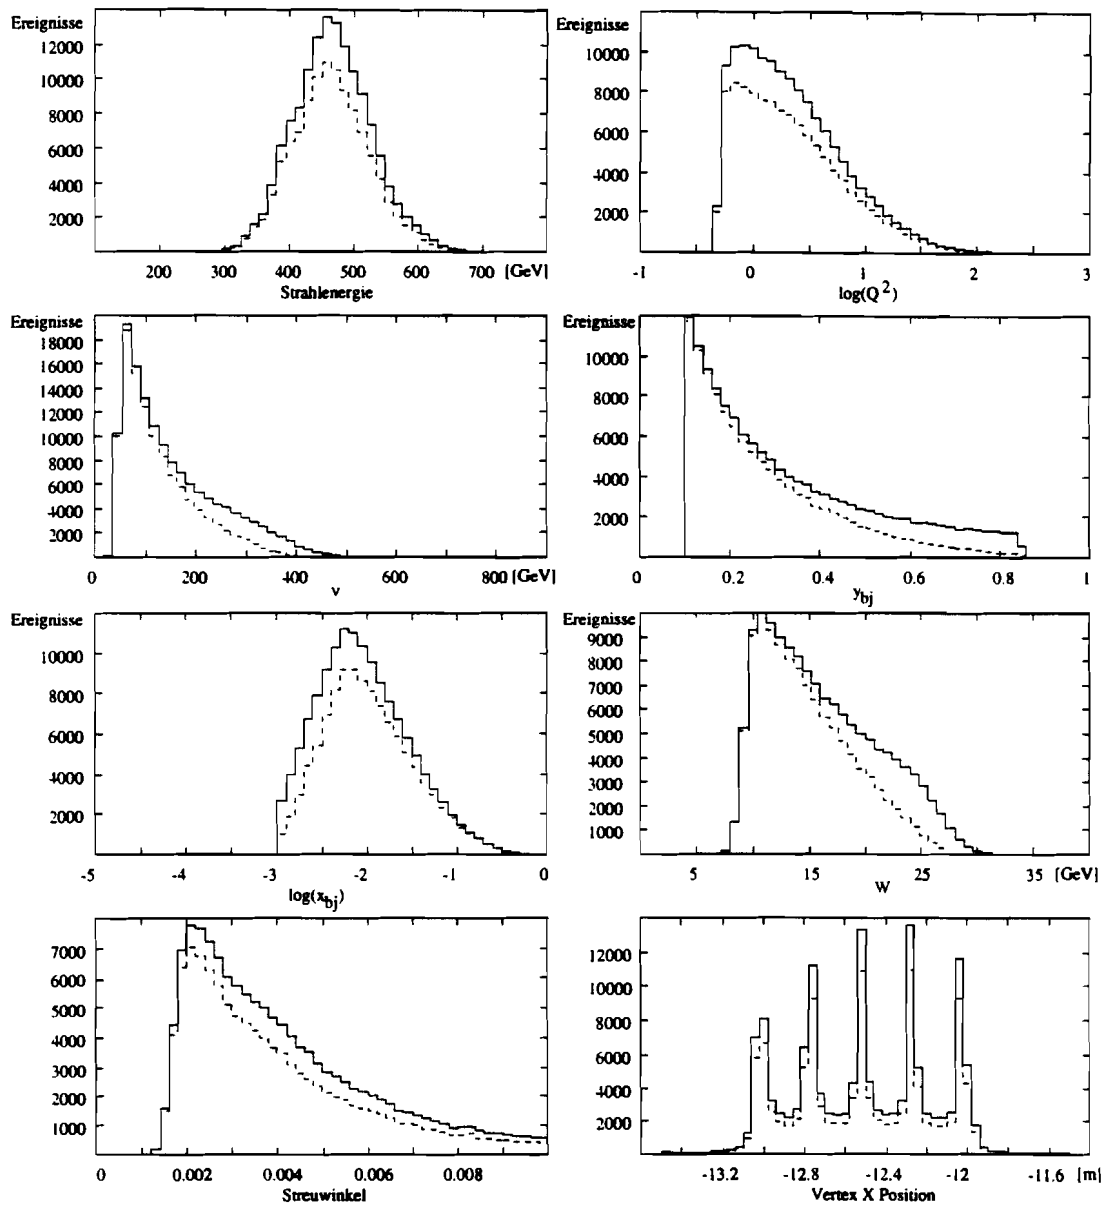 Ereignisse
12000
10000
8000
6000
4000
2000
200 300 400 500 600 700 [GeV]
Strahlenergie
Ereignisse
10000
8000
6000
4000
2000
-1 0 1 2 3
log(Q²)
Ereignisse
18000
16000
14000
12000
10000
8000
6000
4000
2000
0 200 400 600 800 [GeV]
ν
Ereignisse
10000
8000
6000
4000
2000
0 0.2 0.4 0.6 0.8 1
y_bj
Ereignisse
10000
8000
6000
4000
2000
-5 -4 -3 -2 -1 0
log(x_bj)
Ereignisse
9000
8000
7000
6000
5000
4000
3000
2000
1000
5 15 25 35 [GeV]
W
7000
6000
5000
4000
3000
2000
1000
0 0.002 0.004 0.006 0.008
Streuwinkel
12000
10000
8000
6000
4000
2000
-13.2 -12.8 -12.4 -12 -11.6 [m]
Vertex X Position